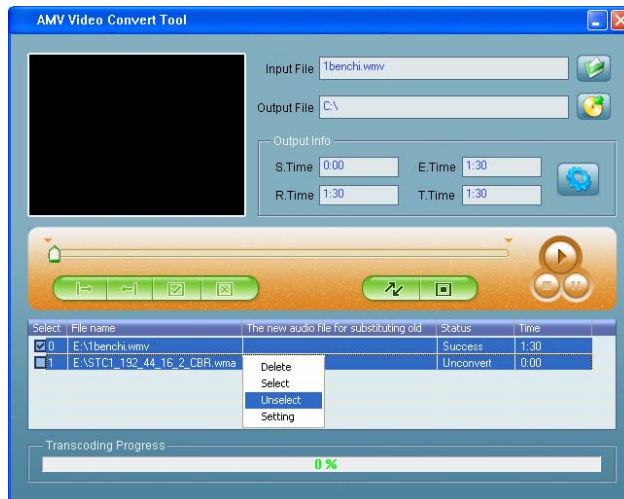 AMV Video Convert Tool
Input File 1benchi.wmv
Output File C:\
Output Info
S.Time 0:00 E.Time 1:30
R.Time 1:30 T.Time 1:30
Select File name The new audio file for substituting old Status Time
0 E:\1benchi.wmv Success 1:30
1 E:\STC1_192_44_16_2_CBR.wma Unconvert 0:00
Delete
Select
Unselect
Setting
Transcoding Progress
0 %